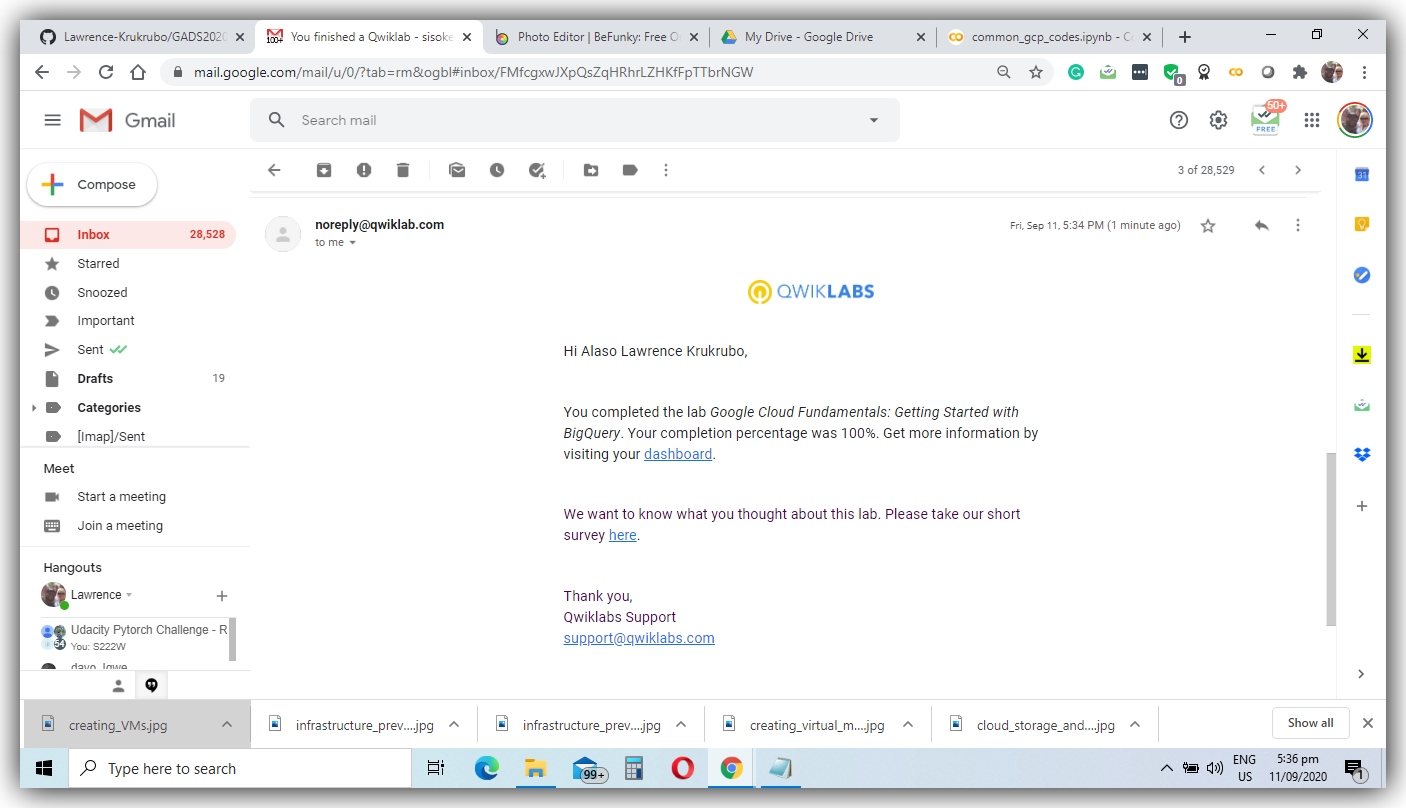 Lawrence-Krukrubo/GADS2020
You finished a Qwiklab - sisoke
Photo Editor | BeFunky: Free O
My Drive - Google Drive
common_gcp_codes.ipynb - C
mail.google.com/mail/u/0/?tab=rm&ogbl#inbox/FMfcgxwJXpQsZqHRhrLZHKfFpTTbrNGW
0
Gmail
Search mail
50+
FREE
Compose
3 of 28,529
Inbox 28,528
Starred
Snoozed
Important
Sent
Drafts 19
Categories
[Imap]/Sent
Meet
Start a meeting
Join a meeting
Hangouts
Lawrence
Udacity Pytorch Challenge - R
You: S222W
54
dayo Igwe
noreply@qwiklab.com
to me
Fri, Sep 11, 5:34 PM (1 minute ago)
QWIKLABS
Hi Alaso Lawrence Krukrubo,
You completed the lab Google Cloud Fundamentals: Getting Started with
BigQuery. Your completion percentage was 100%. Get more information by
visiting your dashboard.
We want to know what you thought about this lab. Please take our short
survey here.
Thank you,
Qwiklabs Support
support@qwiklabs.com
31
creating_VMs.jpg
infrastructure_prev....jpg
infrastructure_prev....jpg
creating_virtual_m....jpg
cloud_storage_and....jpg
Show all
Type here to search
99+
ENG
US
5:36 pm
11/09/2020
1